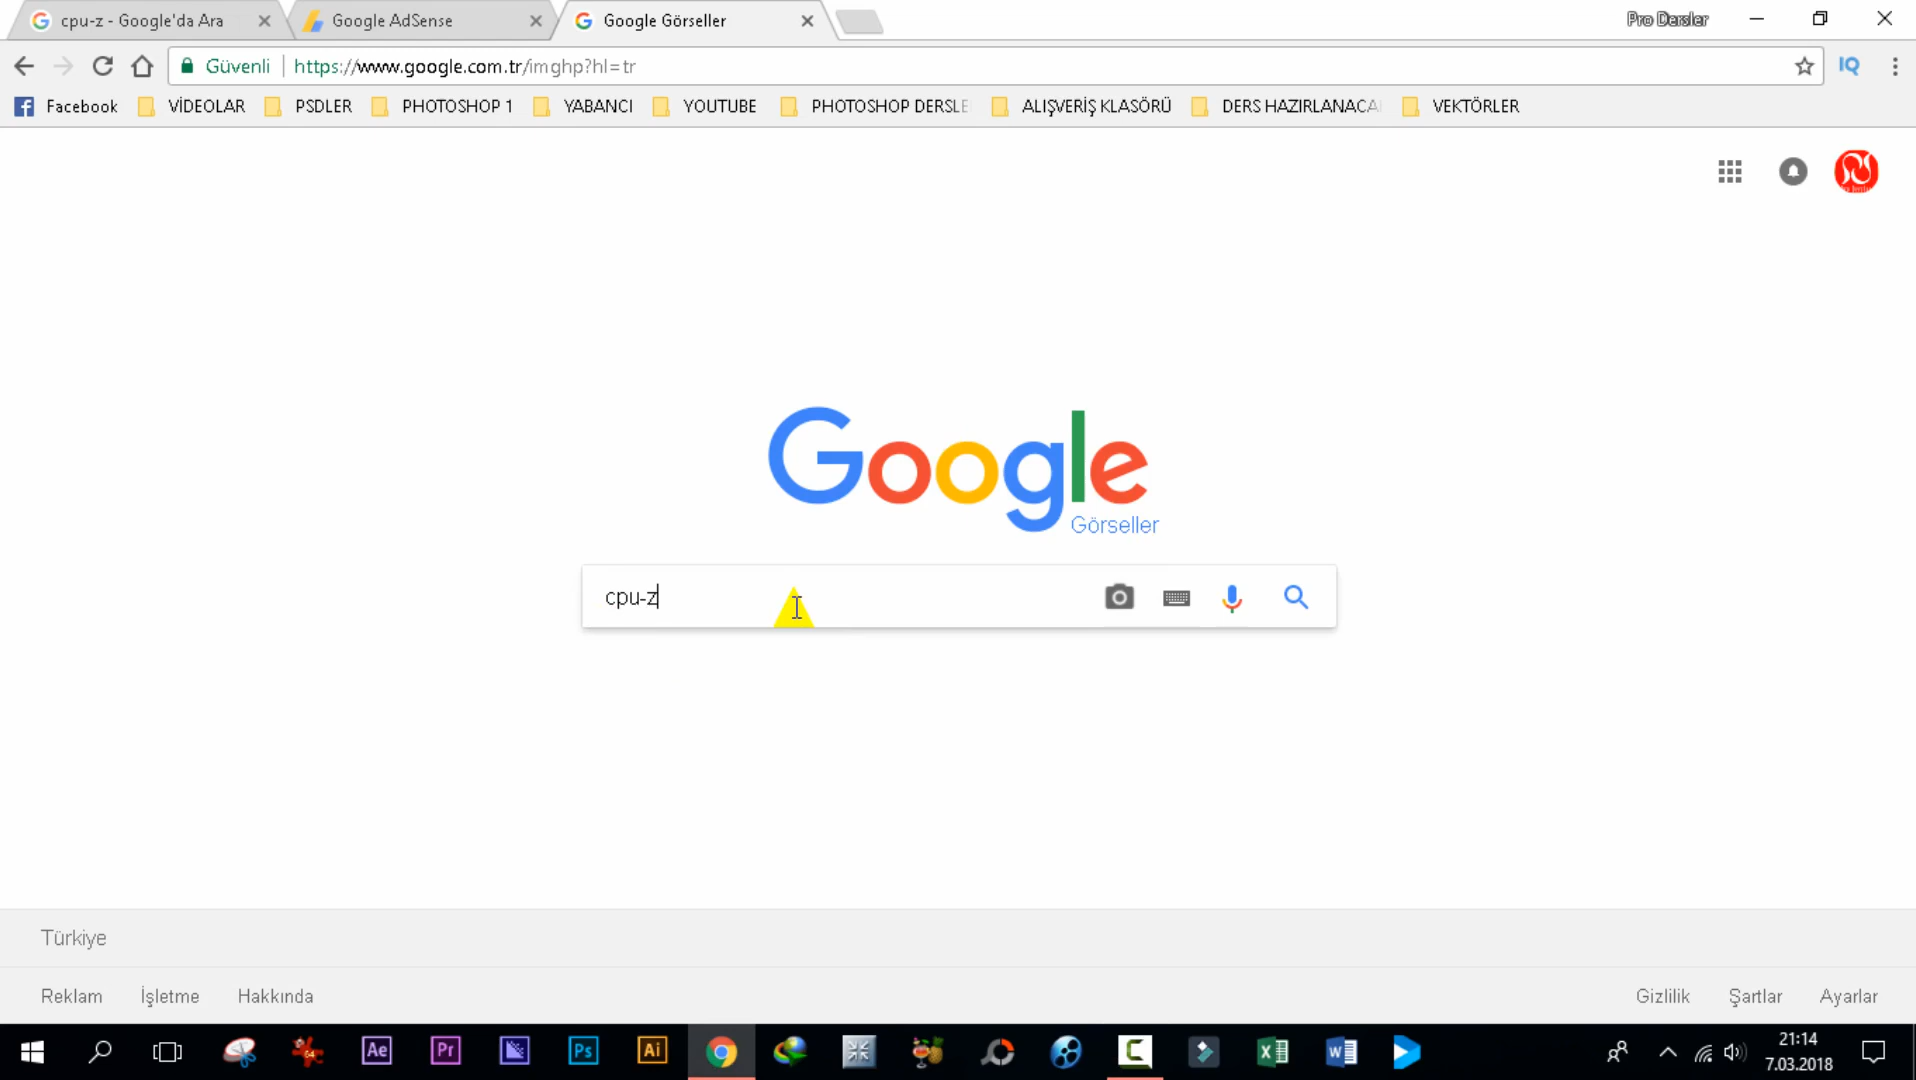 cpu-z - Google'da Ara
Google AdSense
Google Görseller
Pro Dersler
Güvenli
https://www.google.com.tr/imghp?hl=tr
IQ
Facebook
VİDEOLAR
PSDLER
PHOTOSHOP 1
YABANCI
YOUTUBE
PHOTOSHOP DERSLE
ALIŞVERİŞ KLASÖRÜ
DERS HAZIRLANACA
VEKTÖRLER
Google
Görseller
cpu-z
Türkiye
Reklam
İşletme
Hakkında
Gizlilik
Şartlar
Ayarlar
64
Ae
Pr
Ps
Ai
21:14
7.03.2018